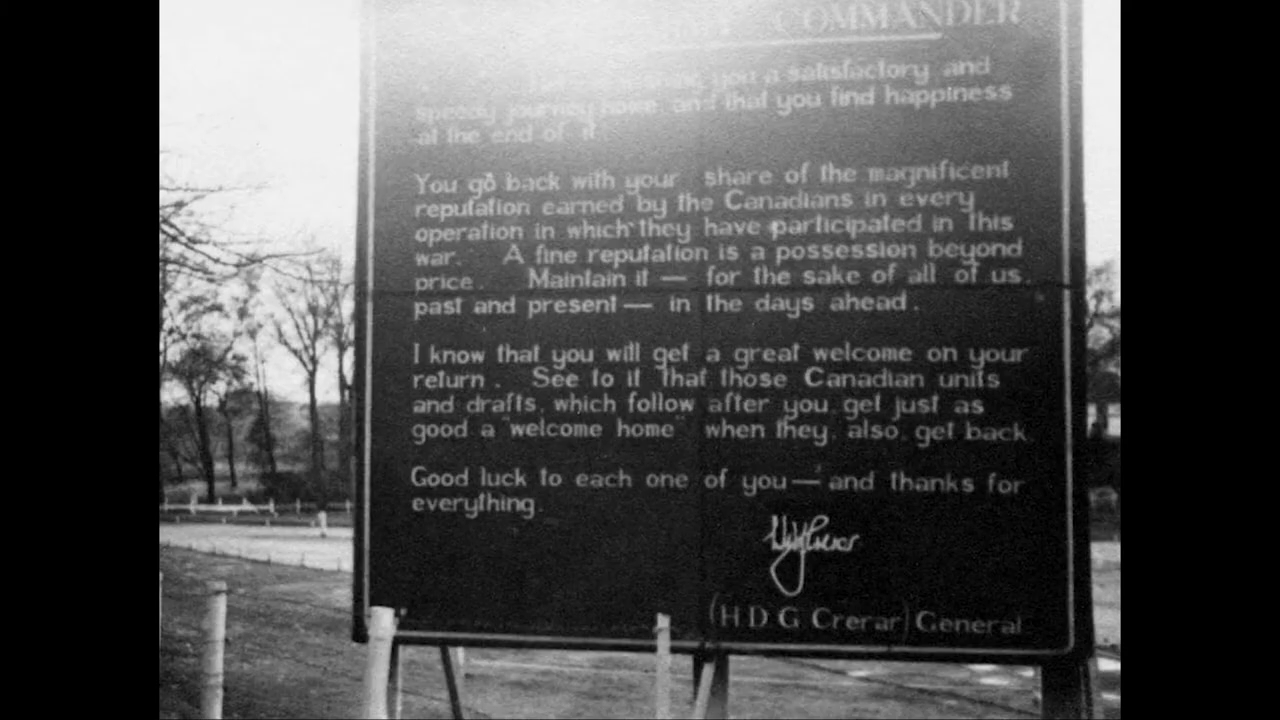 COMMANDER
you a satisfactory and
speedy journey home and that you find happiness
at the end of it
You go back with your share of the magnificent
reputation earned by the Canadians in every
operation in which they have participated in this
war. A fine reputation is a possession beyond
price. Maintain it — for the sake of all of us,
past and present — in the days ahead.
I know that you will get a great welcome on your
return. See to it that those Canadian units
and drafts, which follow after you, get just as
good a "welcome home" when they, also, get back.
Good luck to each one of you — and thanks for
everything.
(H D G Crerar) General